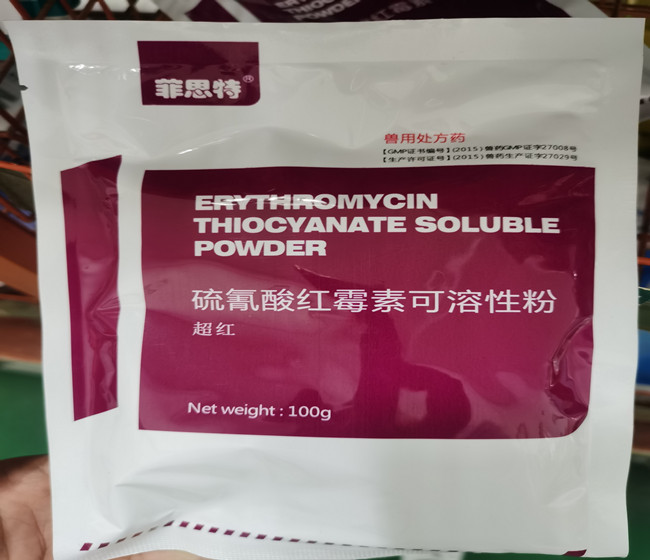 菲思特®
兽用处方药
【GMP证书编号】(2015)兽药GMP证字27008号
【生产许可证号】(2015)兽药生产证字27029号
ERYTHROMYCIN
THIOCYANATE SOLUBLE
POWDER
硫氰酸红霉素可溶性粉
超红
Net weight : 100g